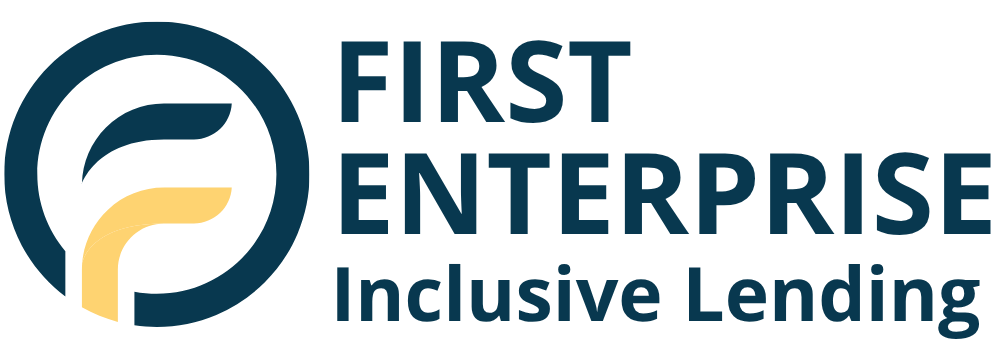 FIRST
ENTERPRISE
Inclusive Lending